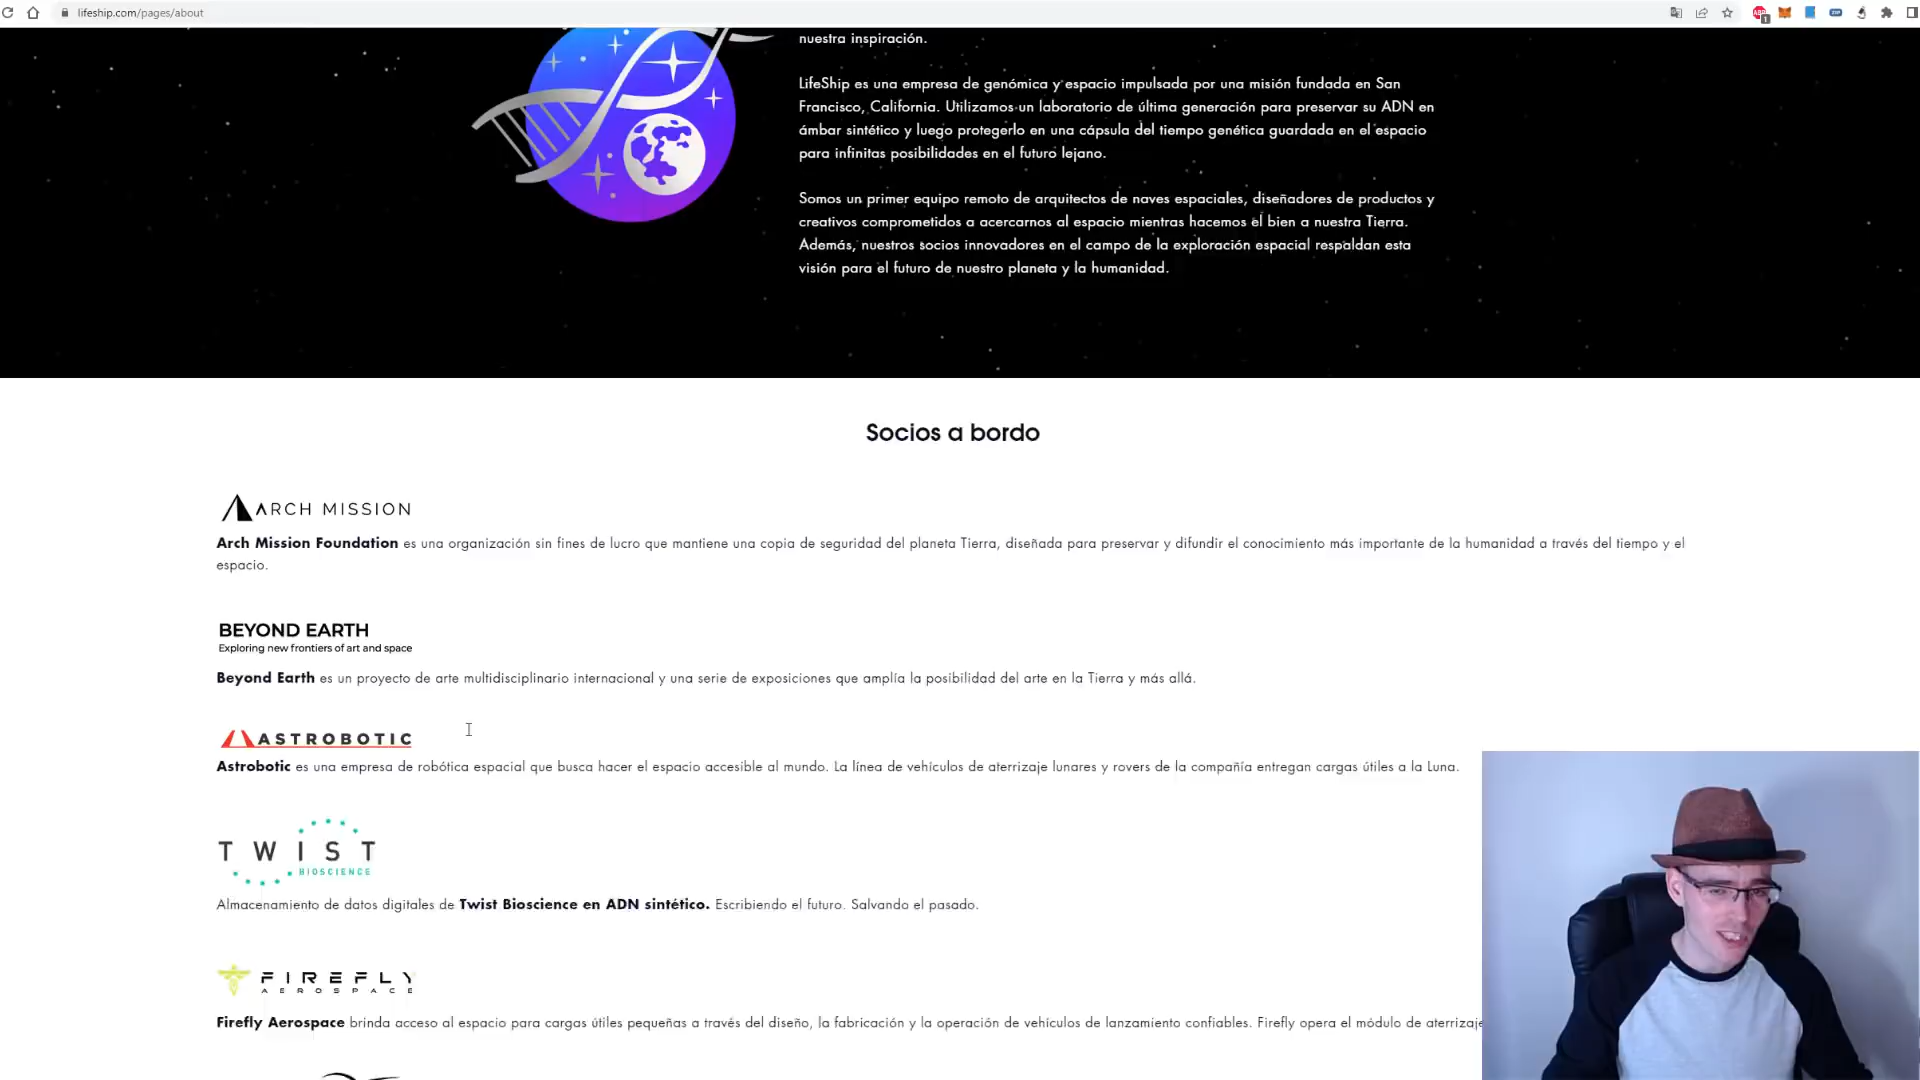 lifeship.com/pages/about
nuestra inspiración.
LifeShip es una empresa de genómica y espacio impulsada por una misión fundada en San
Francisco, California. Utilizamos un laboratorio de última generación para preservar su ADN en
ámbar sintético y luego protegerlo en una cápsula del tiempo genética guardada en el espacio
para infinitas posibilidades en el futuro lejano.
Somos un primer equipo remoto de arquitectos de naves espaciales, diseñadores de productos y
creativos comprometidos a acercarnos al espacio mientras hacemos el bien a nuestra Tierra.
Además, nuestros socios innovadores en el campo de la exploración espacial respaldan esta
visión para el futuro de nuestro planeta y la humanidad.
Socios a bordo
ARCH MISSION
Arch Mission Foundation es una organización sin fines de lucro que mantiene una copia de seguridad del planeta Tierra, diseñada para preservar y difundir el conocimiento más importante de la humanidad a través del tiempo y el
espacio.
BEYOND EARTH
Exploring new frontiers of art and space
Beyond Earth es un proyecto de arte multidisciplinario internacional y una serie de exposiciones que amplía la posibilidad del arte en la Tierra y más allá.
ASTROBOTIC
Astrobotic es una empresa de robótica espacial que busca hacer el espacio accesible al mundo. La línea de vehículos de aterrizaje lunares y rovers de la compañía entregan cargas útiles a la Luna.
TWIST
BIOSCIENCE
Almacenamiento de datos digitales de Twist Bioscience en ADN sintético. Escribiendo el futuro. Salvando el pasado.
FIREFLY
AEROSPACE
Firefly Aerospace brinda acceso al espacio para cargas útiles pequeñas a través del diseño, la fabricación y la operación de vehículos de lanzamiento confiables. Firefly opera el módulo de aterrizaje